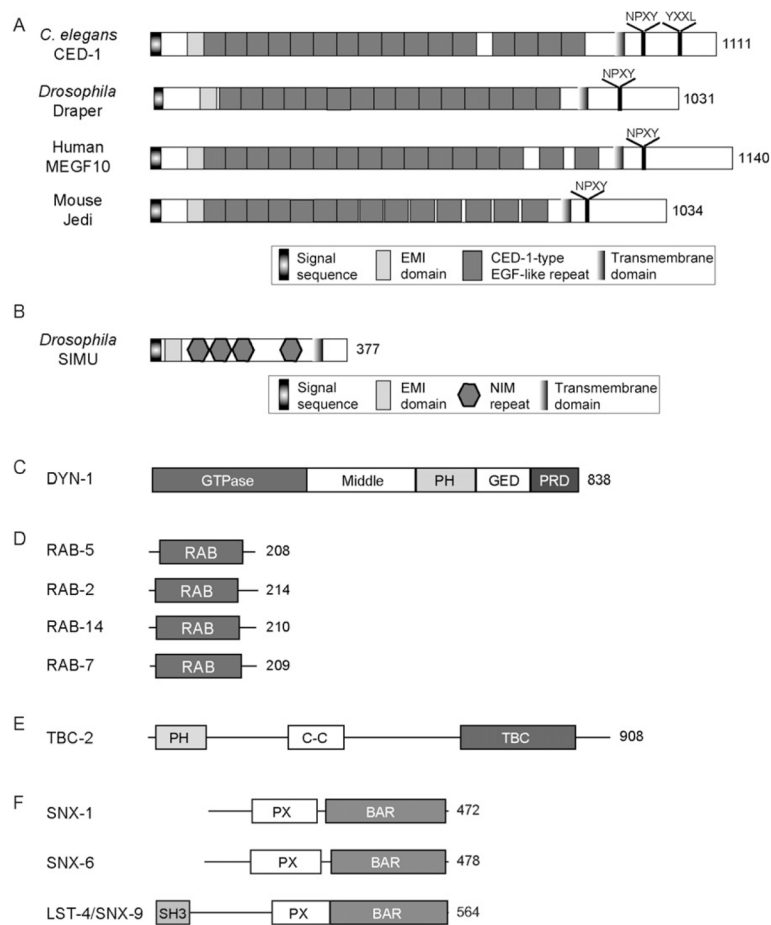 A
C. elegans
CED-1
NPXY YXXL
1111
Drosophila
Draper
NPXY
1031
Human
MEGF10
NPXY
1140
Mouse
Jedi
NPXY
1034
Signal
sequence
EMI
domain
CED-1-type
EGF-like repeat
Transmembrane
domain
B
Drosophila
SIMU
377
Signal
sequence
EMI
domain
NIM
repeat
Transmembrane
domain
C
DYN-1
GTPase Middle PH GED PRD
838
D
RAB-5 RAB 208
RAB-2 RAB 214
RAB-14 RAB 210
RAB-7 RAB 209
E
TBC-2 PH C-C TBC 908
F
SNX-1 PX BAR 472
SNX-6 PX BAR 478
LST-4/SNX-9 SH3 PX BAR 564